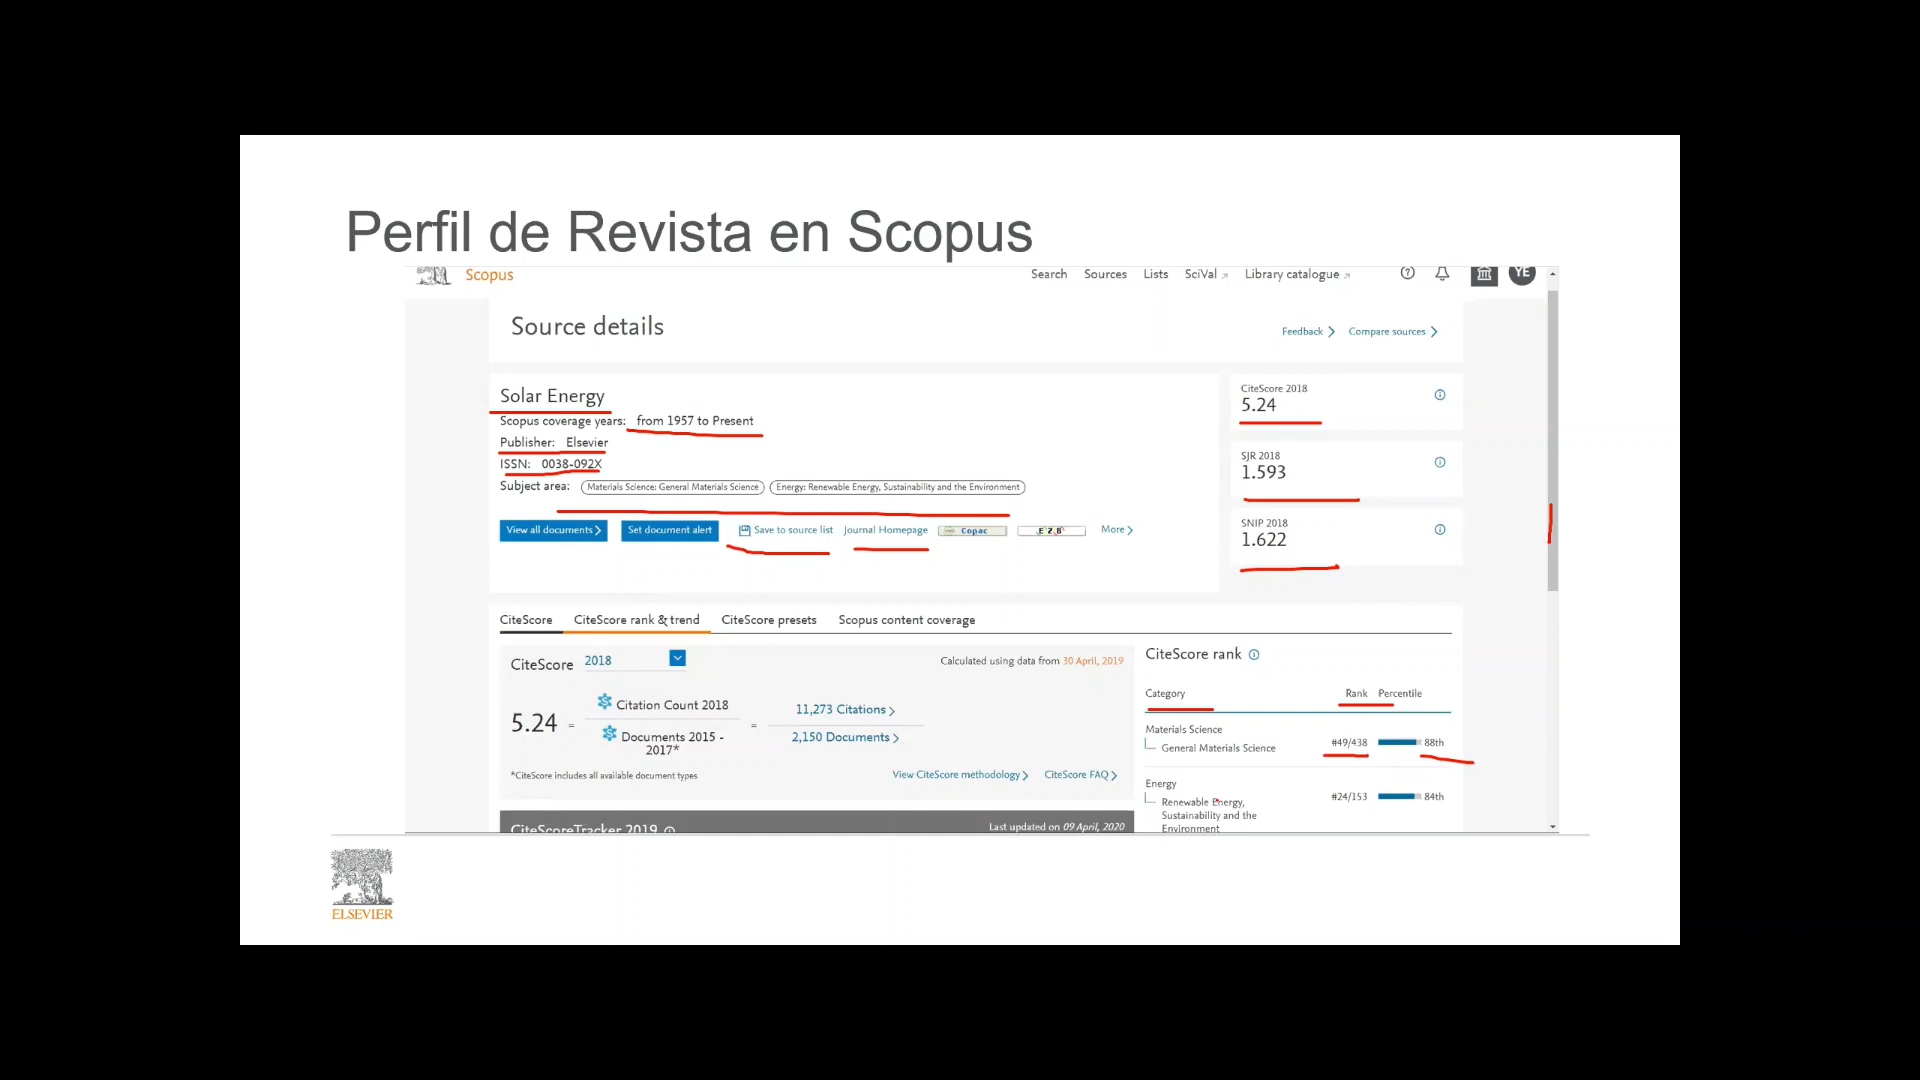 Perfil de Revista en Scopus
Scopus
Search Sources Lists SciVal Library catalogue YE
Source details
Feedback Compare sources
Solar Energy
Scopus coverage years: from 1957 to Present
Publisher: Elsevier
ISSN: 0038-092X
Subject area: Materials Science: General Materials Science Energy: Renewable Energy, Sustainability and the Environment
View all documents Set document alert Save to source list Journal Homepage Copac E Z B More
CiteScore 2018
5.24
SJR 2018
1.593
SNIP 2018
1.622
CiteScore CiteScore rank & trend CiteScore presets Scopus content coverage
CiteScore 2018
Calculated using data from 30 April, 2019
5.24 = Citation Count 2018 = 11,273 Citations
Documents 2015 - 2,150 Documents
2017*
*CiteScore includes all available document types
View CiteScore methodology CiteScore FAQ
CiteScoreTracker 2019 Last updated on 09 April, 2020
CiteScore rank
Category Rank Percentile
Materials Science
General Materials Science #49/438 88th
Energy
Renewable Energy, #24/153 84th
Sustainability and the
Environment
ELSEVIER